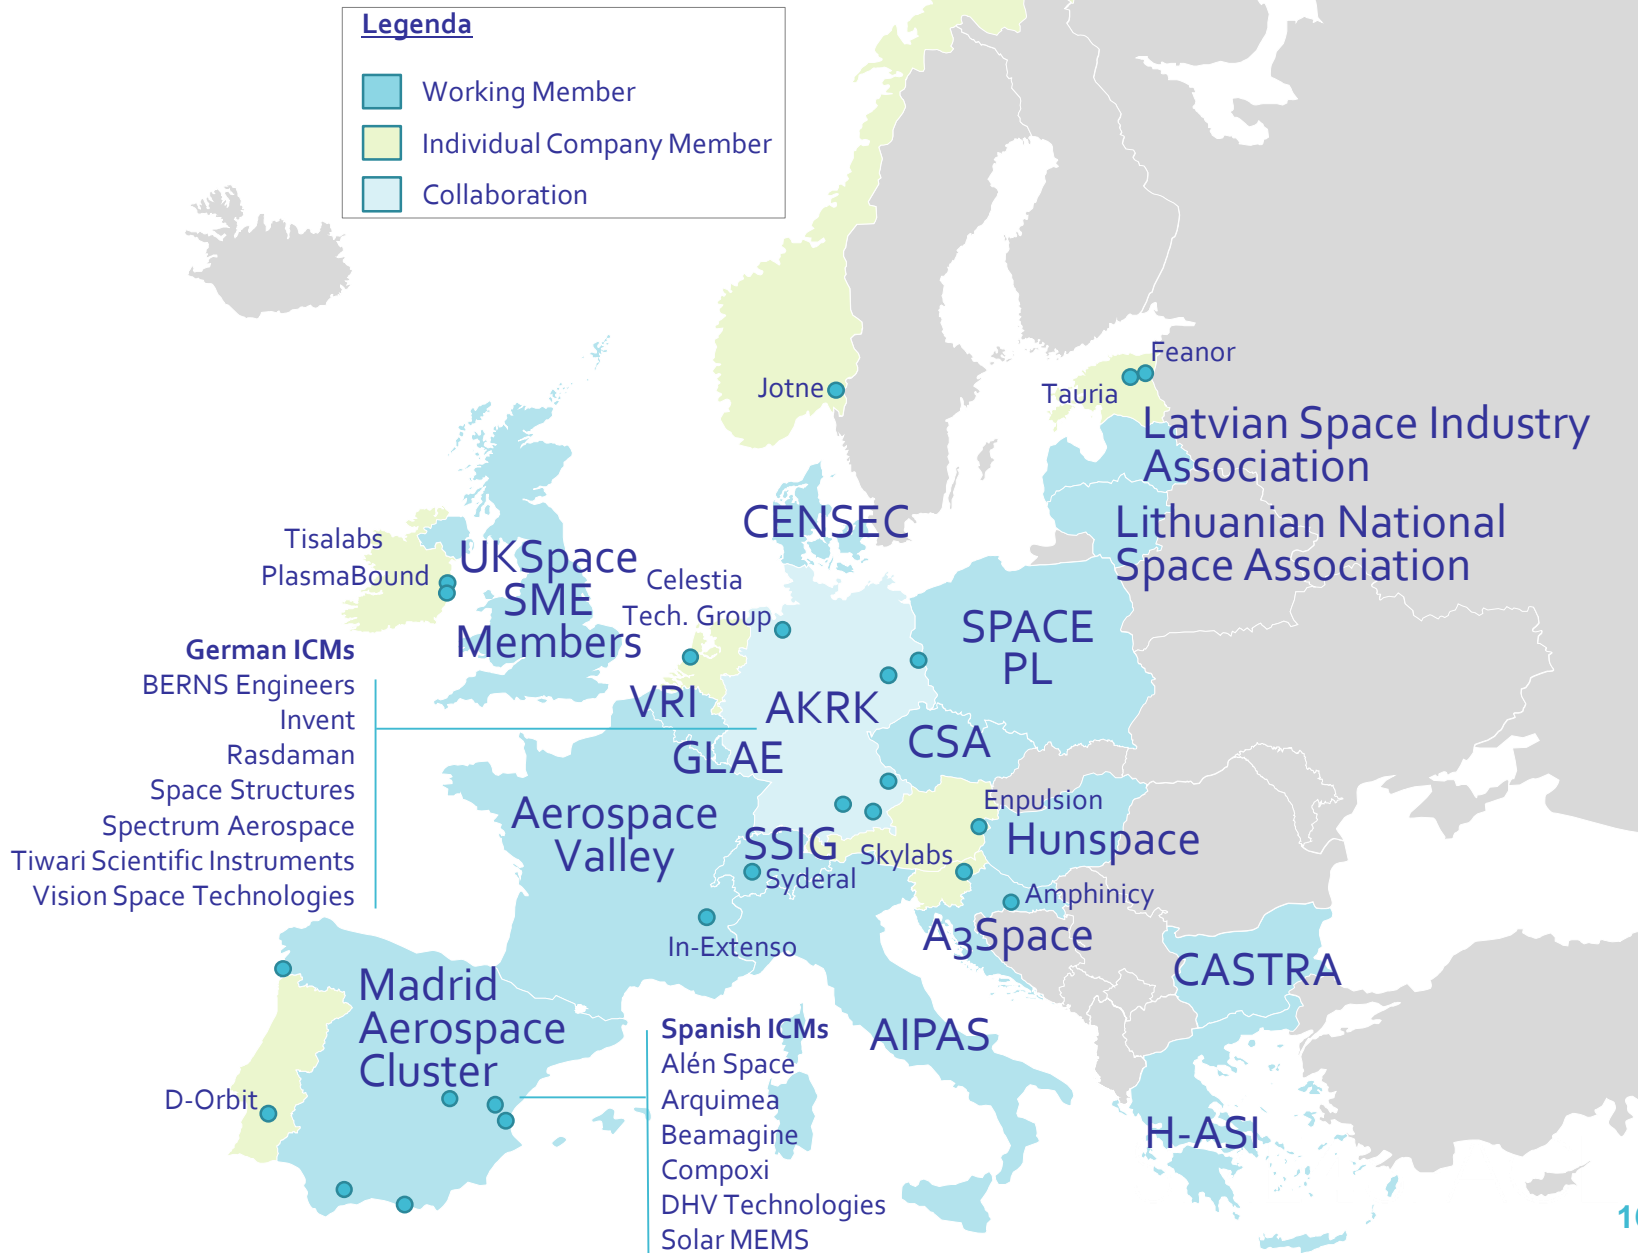 Legenda
Working Member
Individual Company Member
Collaboration
Jotne
Feanor
Tauria
Latvian Space Industry
Association
Lithuanian National
Space Association
CENSEC
Tisalabs
PlasmaBound
UKSpace
SME
Members
Celestia
Tech. Group
SPACE
PL
German ICMs
BERNS Engineers
Invent
Rasdaman
Space Structures
Spectrum Aerospace
Tiwari Scientific Instruments
Vision Space Technologies
VRI
AKRK
GLAE
CSA
Aerospace
Valley
SSIG
Syderal
Skylabs
Enpulsion
Hunspace
Amphinicy
A3Space
In-Extenso
CASTRA
Madrid
Aerospace
Cluster
AIPAS
D-Orbit
Spanish ICMs
Alén Space
Arquimea
Beamagine
Compoxi
DHV Technologies
Solar MEMS
H-ASI